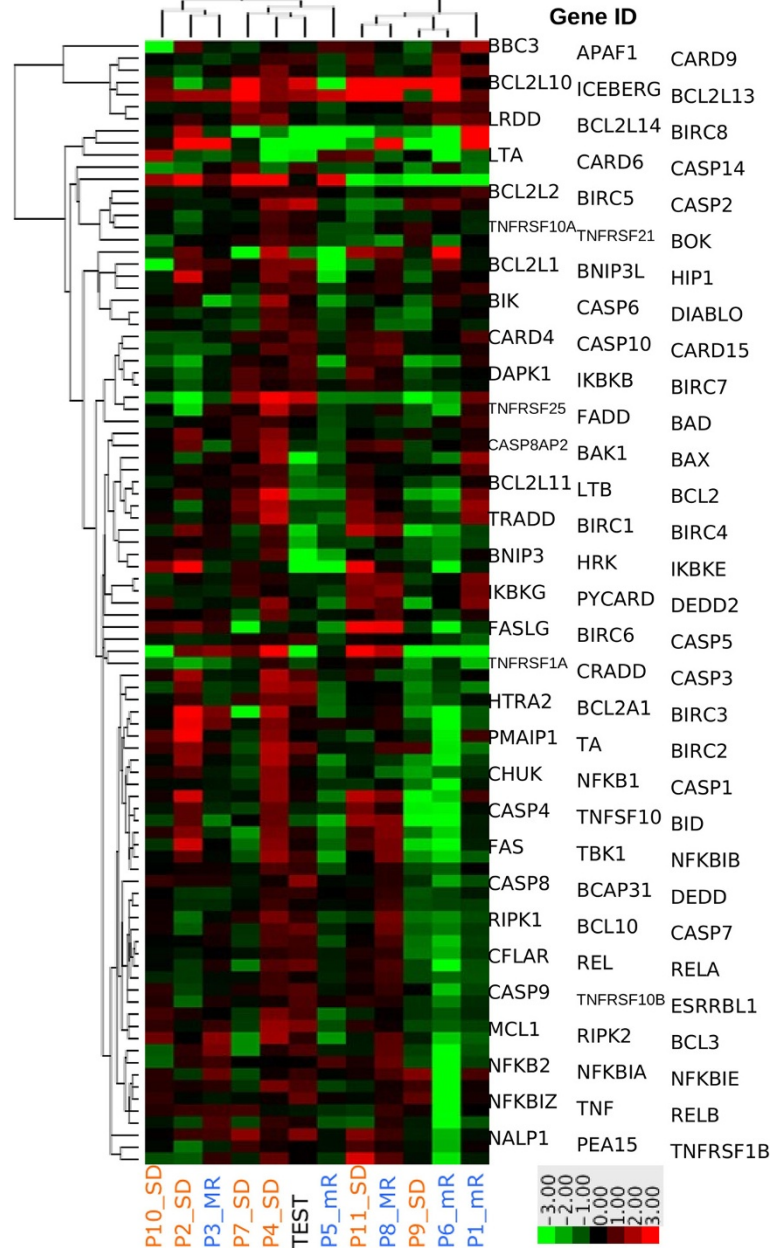 Gene ID
BBC3
APAF1
CARD9
BCL2L10
ICEBERG
BCL2L13
LRDD
BCL2L14
BIRC8
LTA
CARD6
CASP14
BCL2L2
BIRC5
CASP2
TNFRSF10A
TNFRSF21
BOK
BCL2L1
BNIP3L
HIP1
BIK
CASP6
DIABLO
CARD4
CASP10
CARD15
DAPK1
IKBKB
BIRC7
TNFRSF25
FADD
BAD
CASP8AP2
BAK1
BAX
BCL2L11
LTB
BCL2
TRADD
BIRC1
BIRC4
BNIP3
HRK
IKBKE
IKBKG
PYCARD
DEDD2
FASLG
BIRC6
CASP5
TNFRSF1A
CRADD
CASP3
HTRA2
BCL2A1
BIRC3
PMAIP1
TA
BIRC2
CHUK
NFKB1
CASP1
CASP4
TNFSF10
BID
FAS
TBK1
NFKBIB
CASP8
BCAP31
DEDD
RIPK1
BCL10
CASP7
CFLAR
REL
RELA
CASP9
TNFRSF10B
ESRRBL1
MCL1
RIPK2
BCL3
NFKB2
NFKBIA
NFKBIE
NFKBIZ
TNF
RELB
NALP1
PEA15
TNFRSF1B
P10_SD
P2_SD
P3_MR
P7_SD
P4_SD
TEST
P5_mR
P11_SD
P8_MR
P9_SD
P6_mR
P1_mR
-3.00
-2.00
-1.00
0.00
1.00
2.00
3.00